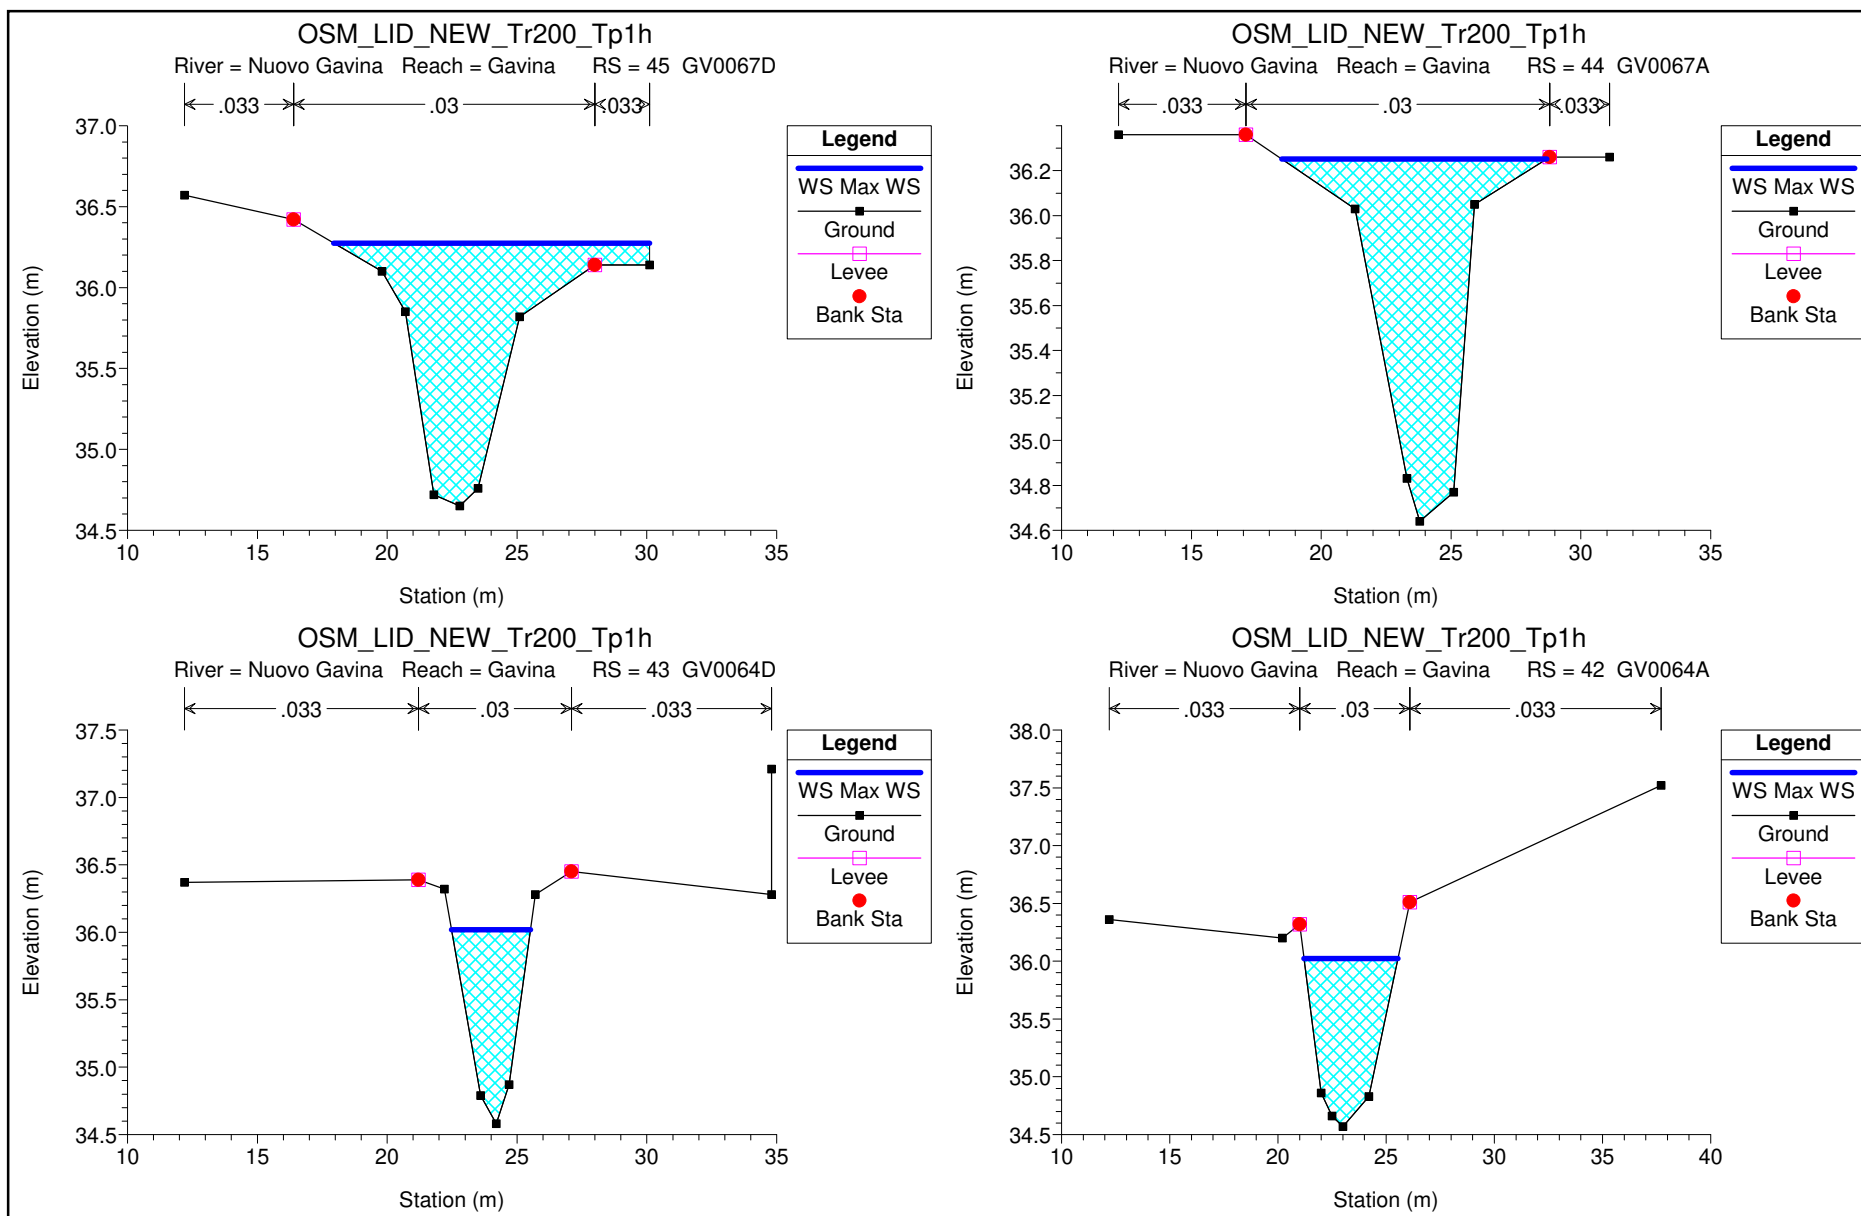 OSM_LID_NEW_Tr200_Tp1h
River = Nuovo Gavina Reach = Gavina RS = 45 GV0067D
.033 .03 .033
37.0
36.5
36.0
35.5
35.0
34.5
10 15 20 25 30 35
Elevation (m)
Station (m)
Legend
WS Max WS
Ground
Levee
Bank Sta
OSM_LID_NEW_Tr200_Tp1h
River = Nuovo Gavina Reach = Gavina RS = 44 GV0067A
.033 .03 .033
36.2
36.0
35.8
35.6
35.4
35.2
35.0
34.8
34.6
10 15 20 25 30 35
Elevation (m)
Station (m)
Legend
WS Max WS
Ground
Levee
Bank Sta
OSM_LID_NEW_Tr200_Tp1h
River = Nuovo Gavina Reach = Gavina RS = 43 GV0064D
.033 .03 .033
37.5
37.0
36.5
36.0
35.5
35.0
34.5
10 15 20 25 30 35
Elevation (m)
Station (m)
Legend
WS Max WS
Ground
Levee
Bank Sta
OSM_LID_NEW_Tr200_Tp1h
River = Nuovo Gavina Reach = Gavina RS = 42 GV0064A
.033 .03 .033
38.0
37.5
37.0
36.5
36.0
35.5
35.0
34.5
10 15 20 25 30 35 40
Elevation (m)
Station (m)
Legend
WS Max WS
Ground
Levee
Bank Sta